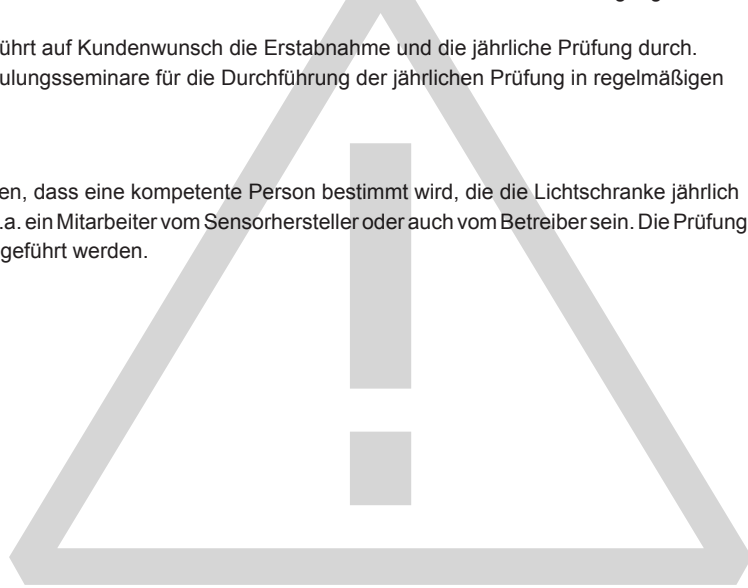 ührt auf Kundenwunsch die Erstabnahme und die jährliche Prüfung durch.
ulungsseminare für die Durchführung der jährlichen Prüfung in regelmäßigen
en, dass eine kompetente Person bestimmt wird, die die Lichtschranke jährlich
.a. ein Mitarbeiter vom Sensorhersteller oder auch vom Betreiber sein. Die Prüfung
geführt werden.